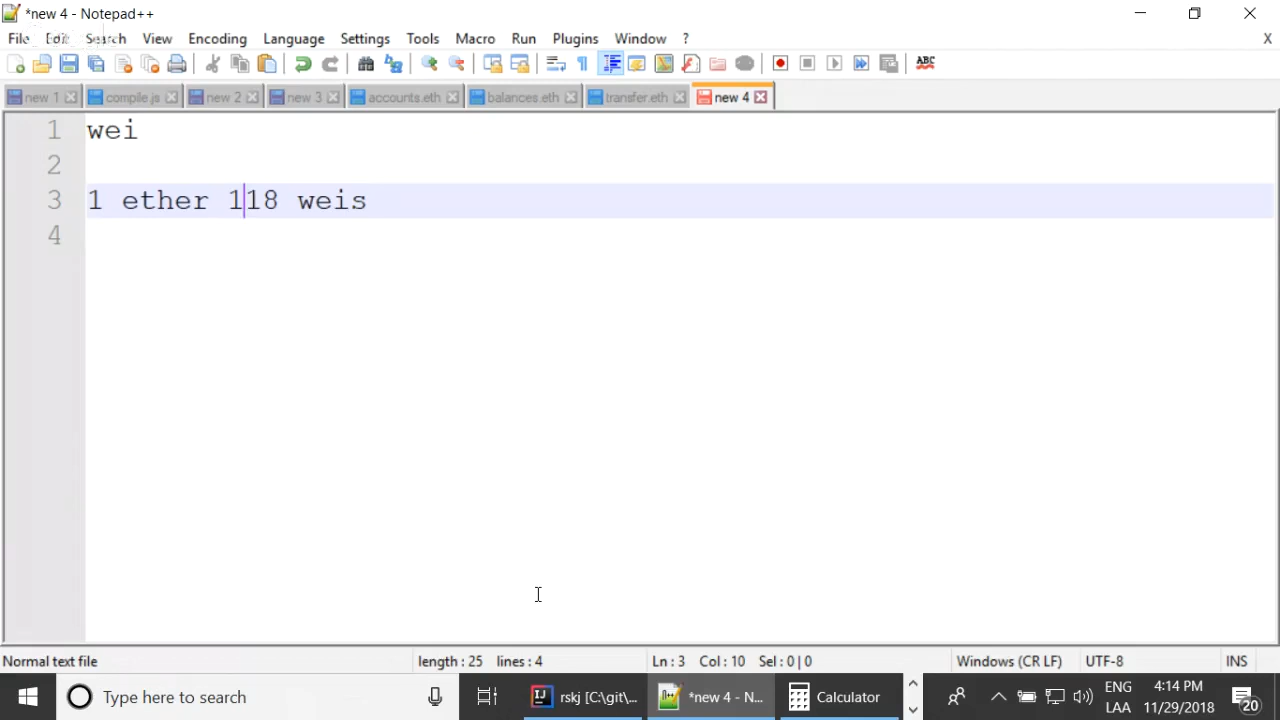 *new 4 - Notepad++
File Edit Search View Encoding Language Settings Tools Macro Run Plugins Window ? X
ABC
new 1 compile.js new 2 new 3 accounts.eth balances.eth transfer.eth new 4
1 wei
2
3 1 ether 118 weis
4
Normal text file length : 25 lines : 4 Ln : 3 Col : 10 Sel : 0 | 0 Windows (CR LF) UTF-8 INS
Type here to search rskj [C:\git\... *new 4 - N... Calculator ENG 4:14 PM
LAA 11/29/2018 20